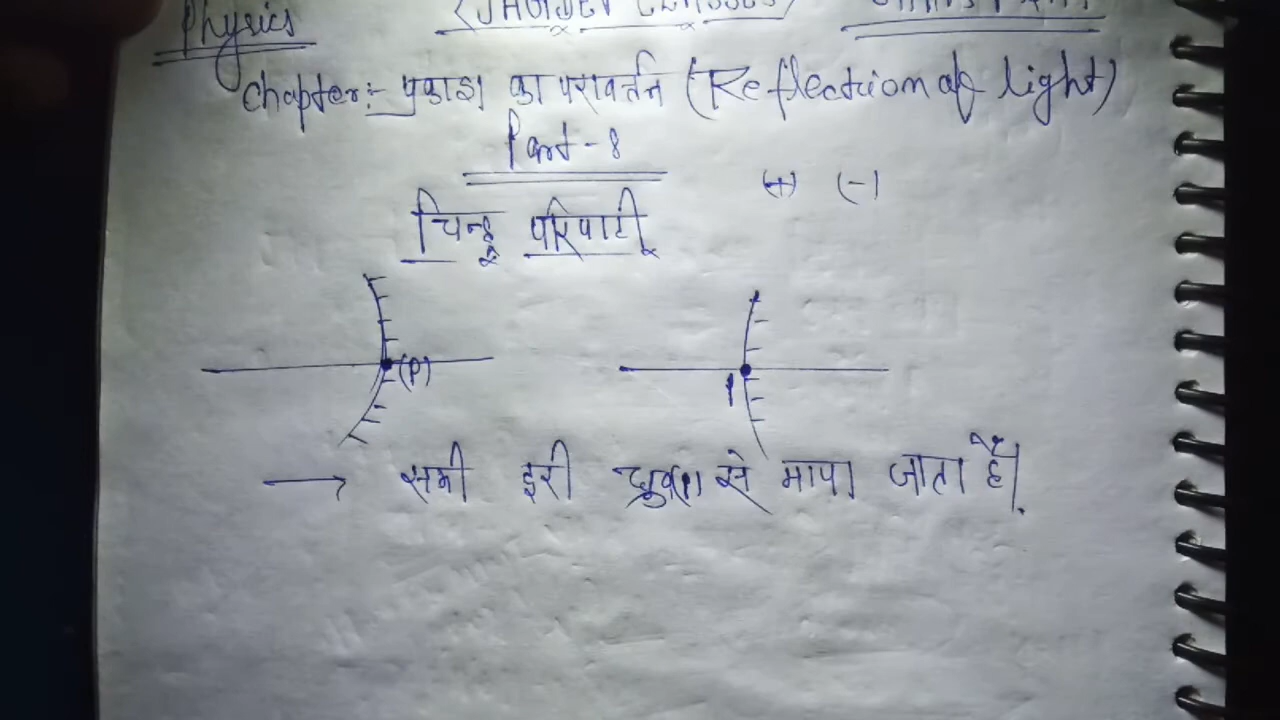 Physics
Chapter:- प्रकाश का परावर्तन (Reflection of light)
Part-8
(+) (-)
चिन्ह परिपाटी
(P)
P
→ सभी दूरी ध्रुव से मापा जाता है।